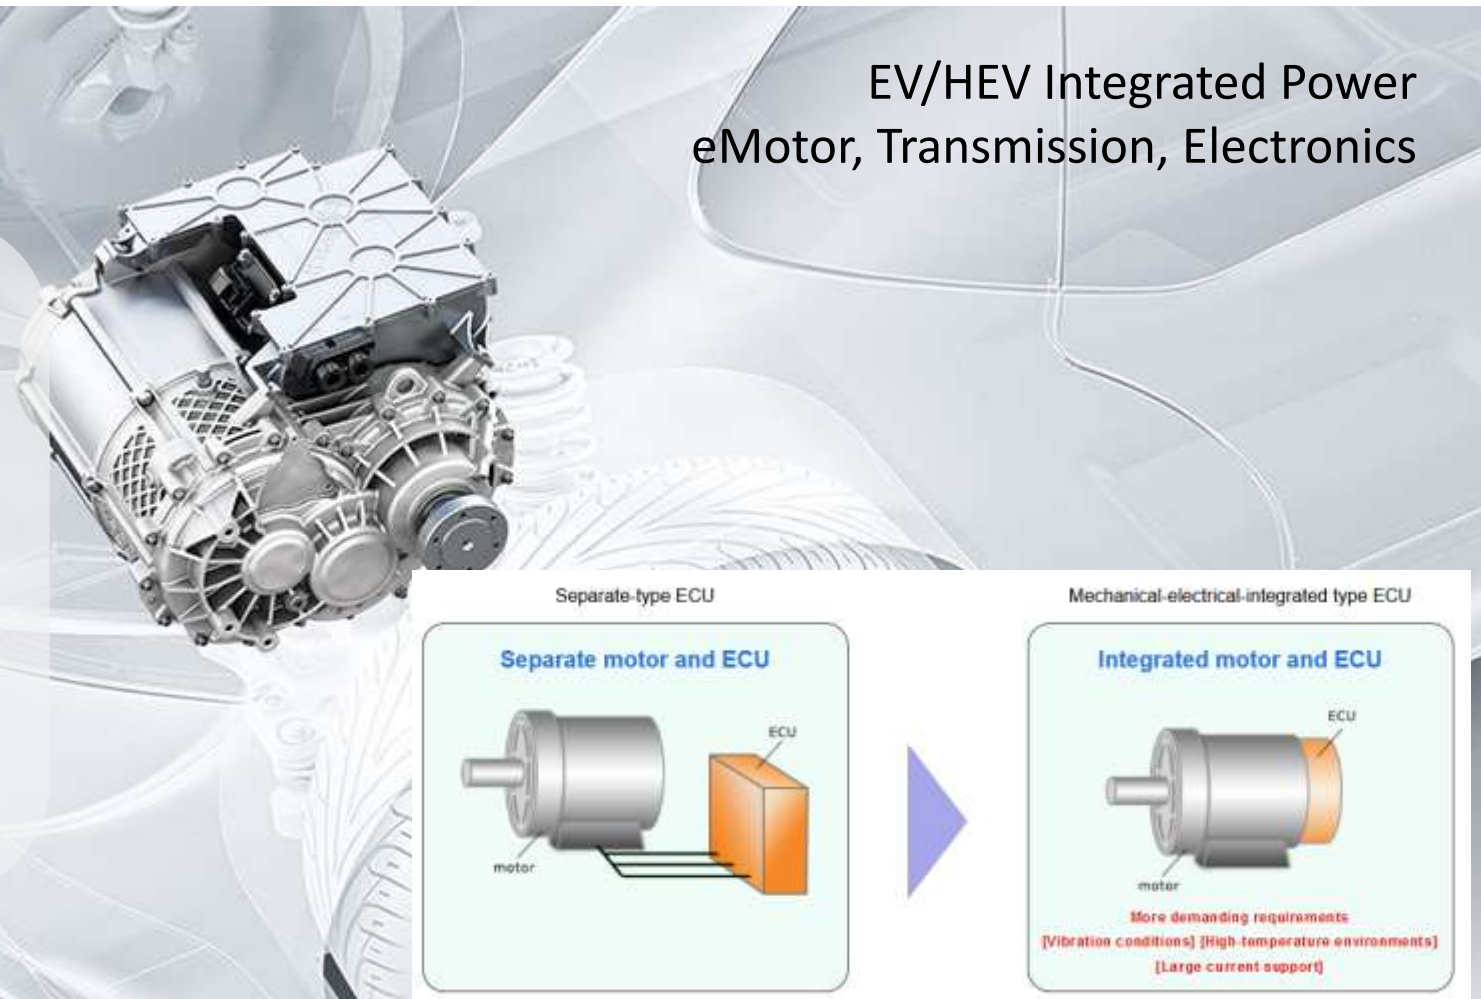 EV/HEV Integrated Power
eMotor, Transmission, Electronics
Separate-type ECU
Separate motor and ECU
ECU
motor
Mechanical-electrical-integrated type ECU
Integrated motor and ECU
ECU
motor
More demanding requirements
[Vibration conditions] [High-temperature environments]
[Large current support]